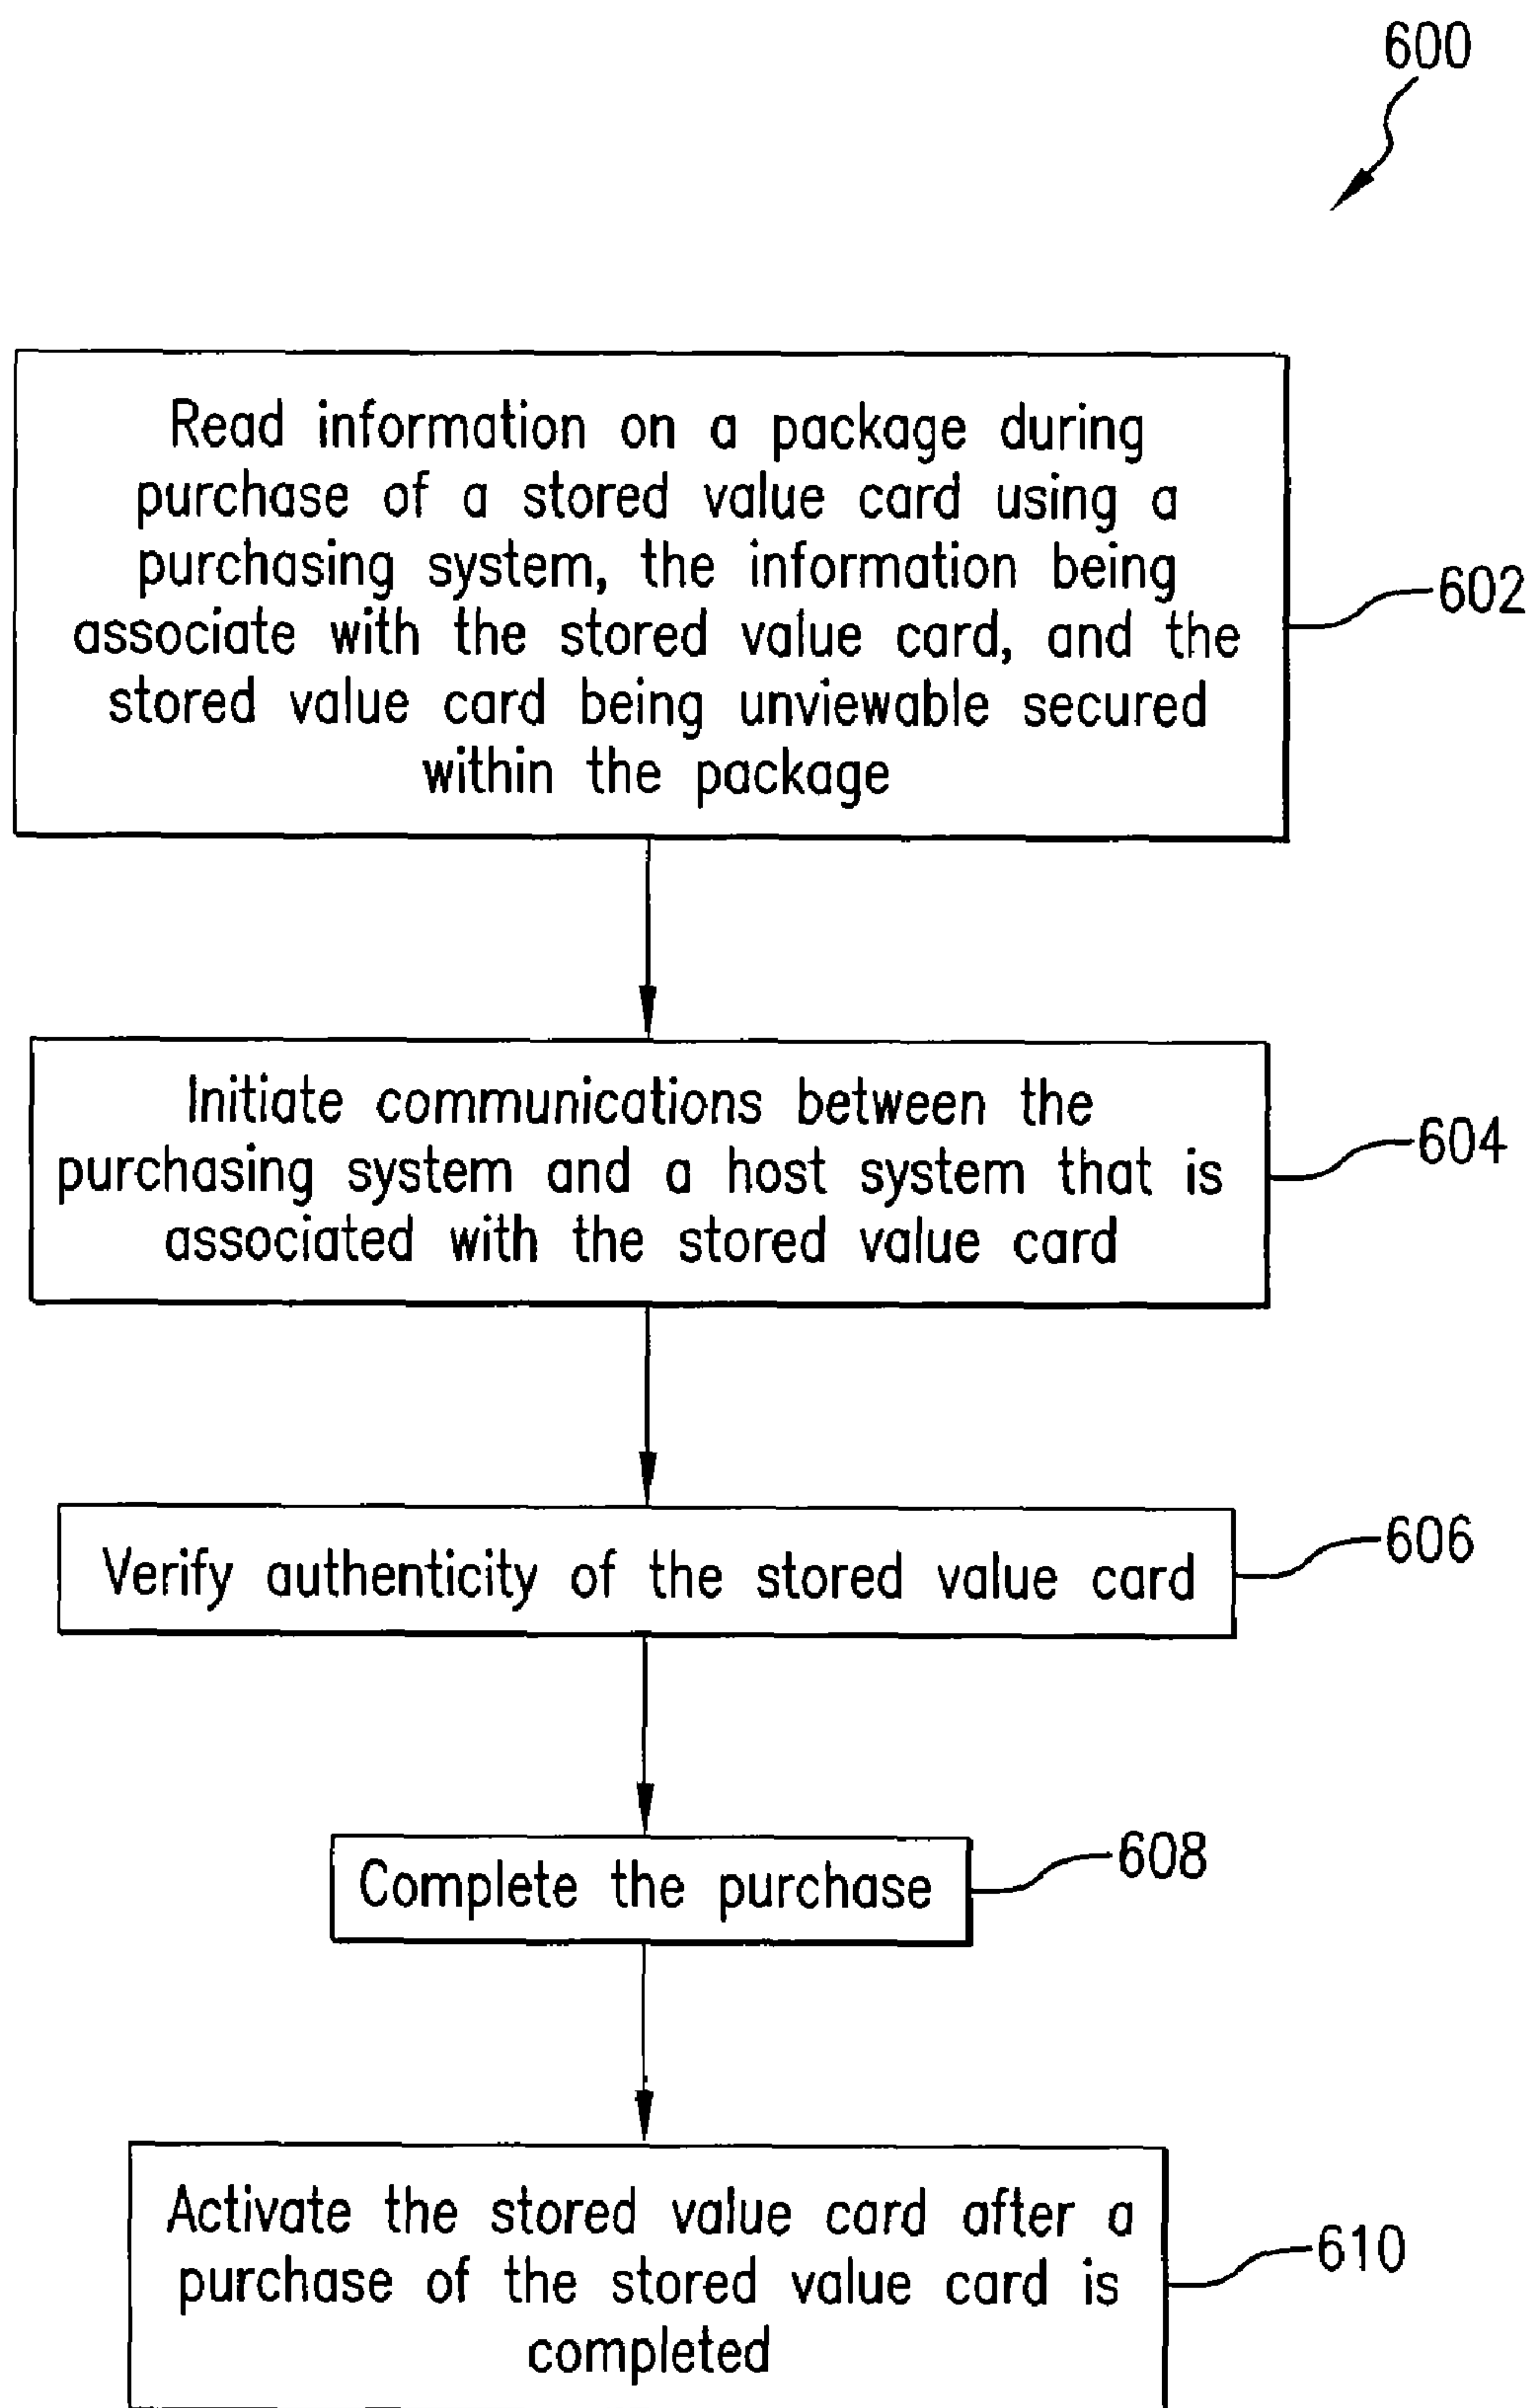 600
Read information on a package during
purchase of a stored value card using a
purchasing system, the information being
associate with the stored value card, and the
stored value card being unviewable secured
within the package
602
Initiate communications between the
purchasing system and a host system that is
associated with the stored value card
604
Verify authenticity of the stored value card
606
Complete the purchase
608
Activate the stored value card after a
purchase of the stored value card is
completed
610